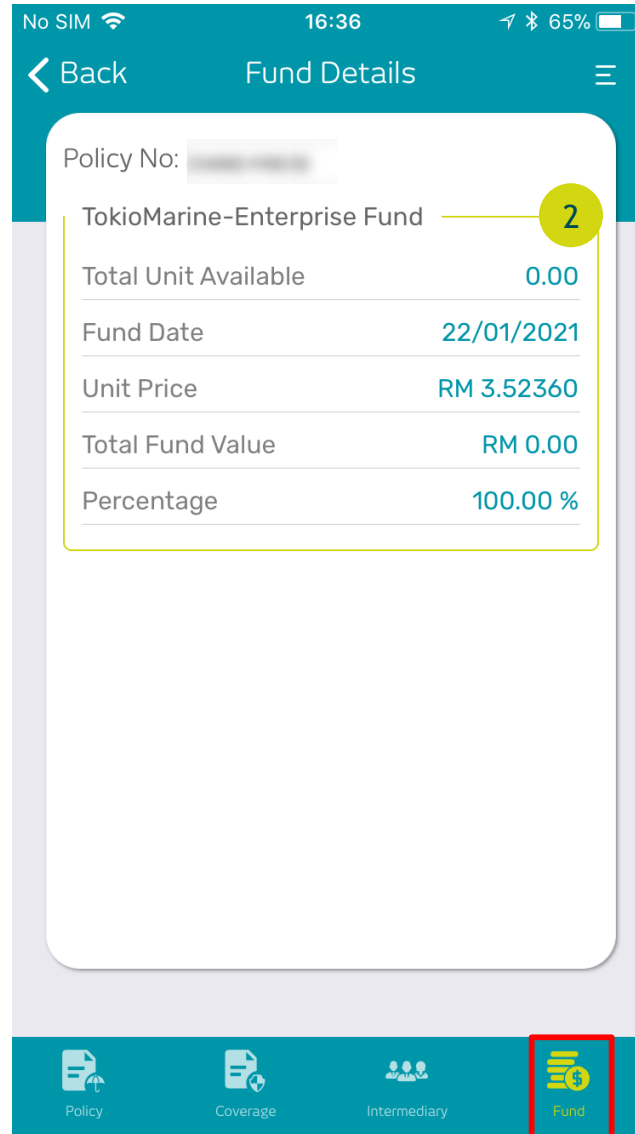 No SIM 16:36 65%
Back Fund Details
Policy No:
TokioMarine-Enterprise Fund 2
Total Unit Available 0.00
Fund Date 22/01/2021
Unit Price RM 3.52360
Total Fund Value RM 0.00
Percentage 100.00 %
Policy Coverage Intermediary Fund